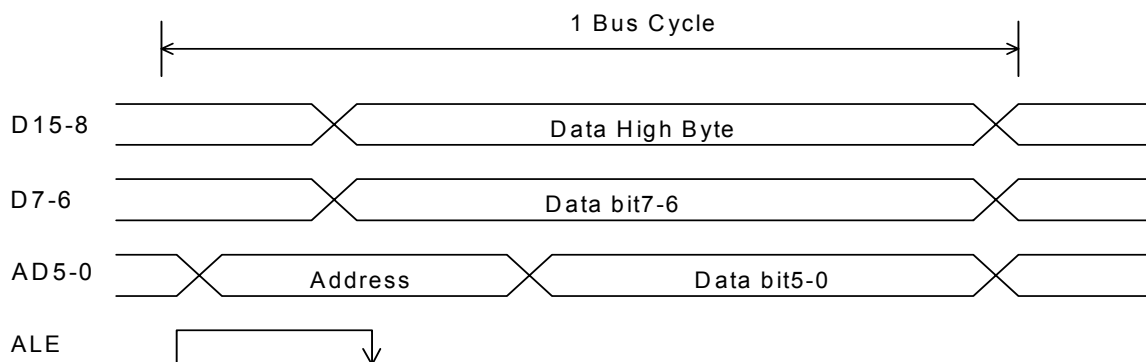 1 Bus Cycle
D15-8 Data High Byte
D7-6 Data bit7-6
AD5-0 Address Data bit5-0
ALE